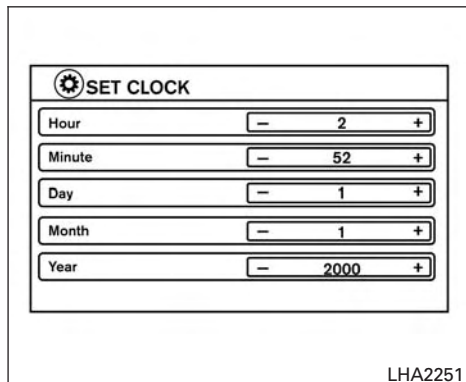 SET CLOCK
Hour – 2 +
Minute – 52 +
Day – 1 +
Month – 1 +
Year – 2000 +
LHA2251